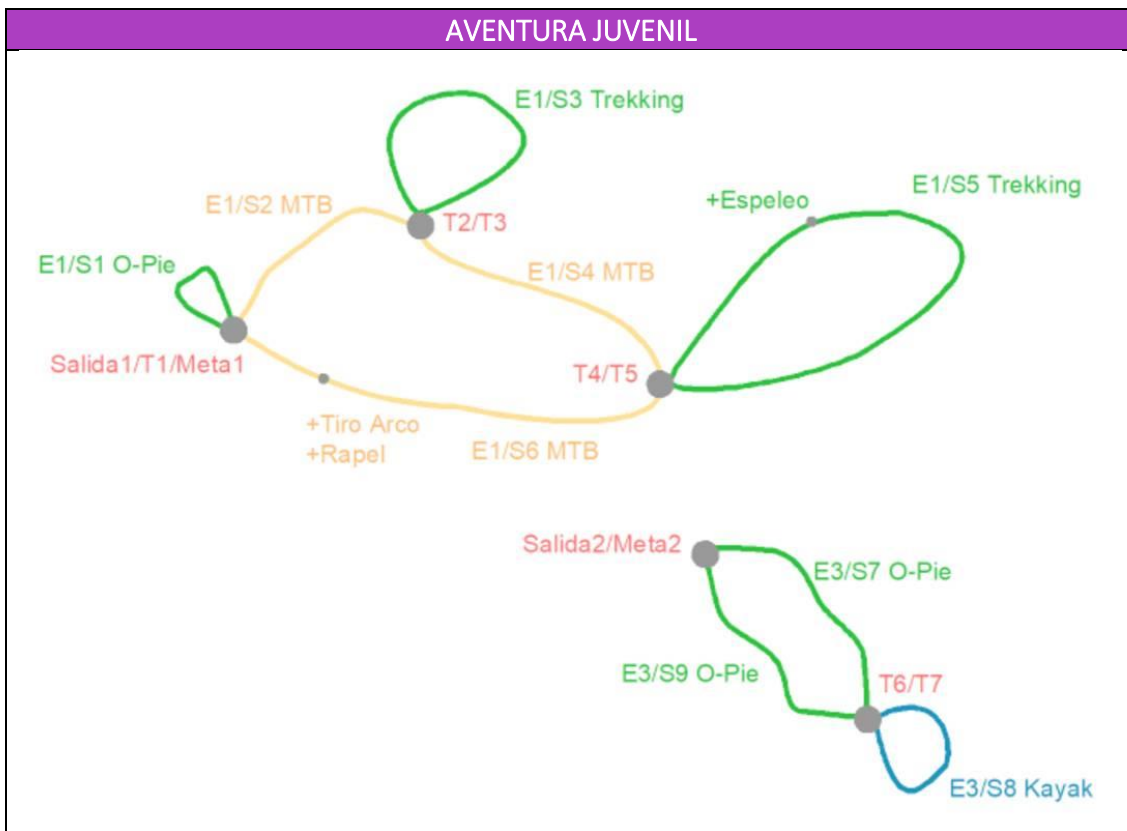 AVENTURA JUVENIL
E1/S3 Trekking
E1/S5 Trekking
+Espeleo
E1/S2 MTB
T2/T3
E1/S1 O-Pie
E1/S4 MTB
Salida1/T1/Meta1
T4/T5
+Tiro Arco
+Rapel
E1/S6 MTB
Salida2/Meta2
E3/S7 O-Pie
E3/S9 O-Pie
T6/T7
E3/S8 Kayak